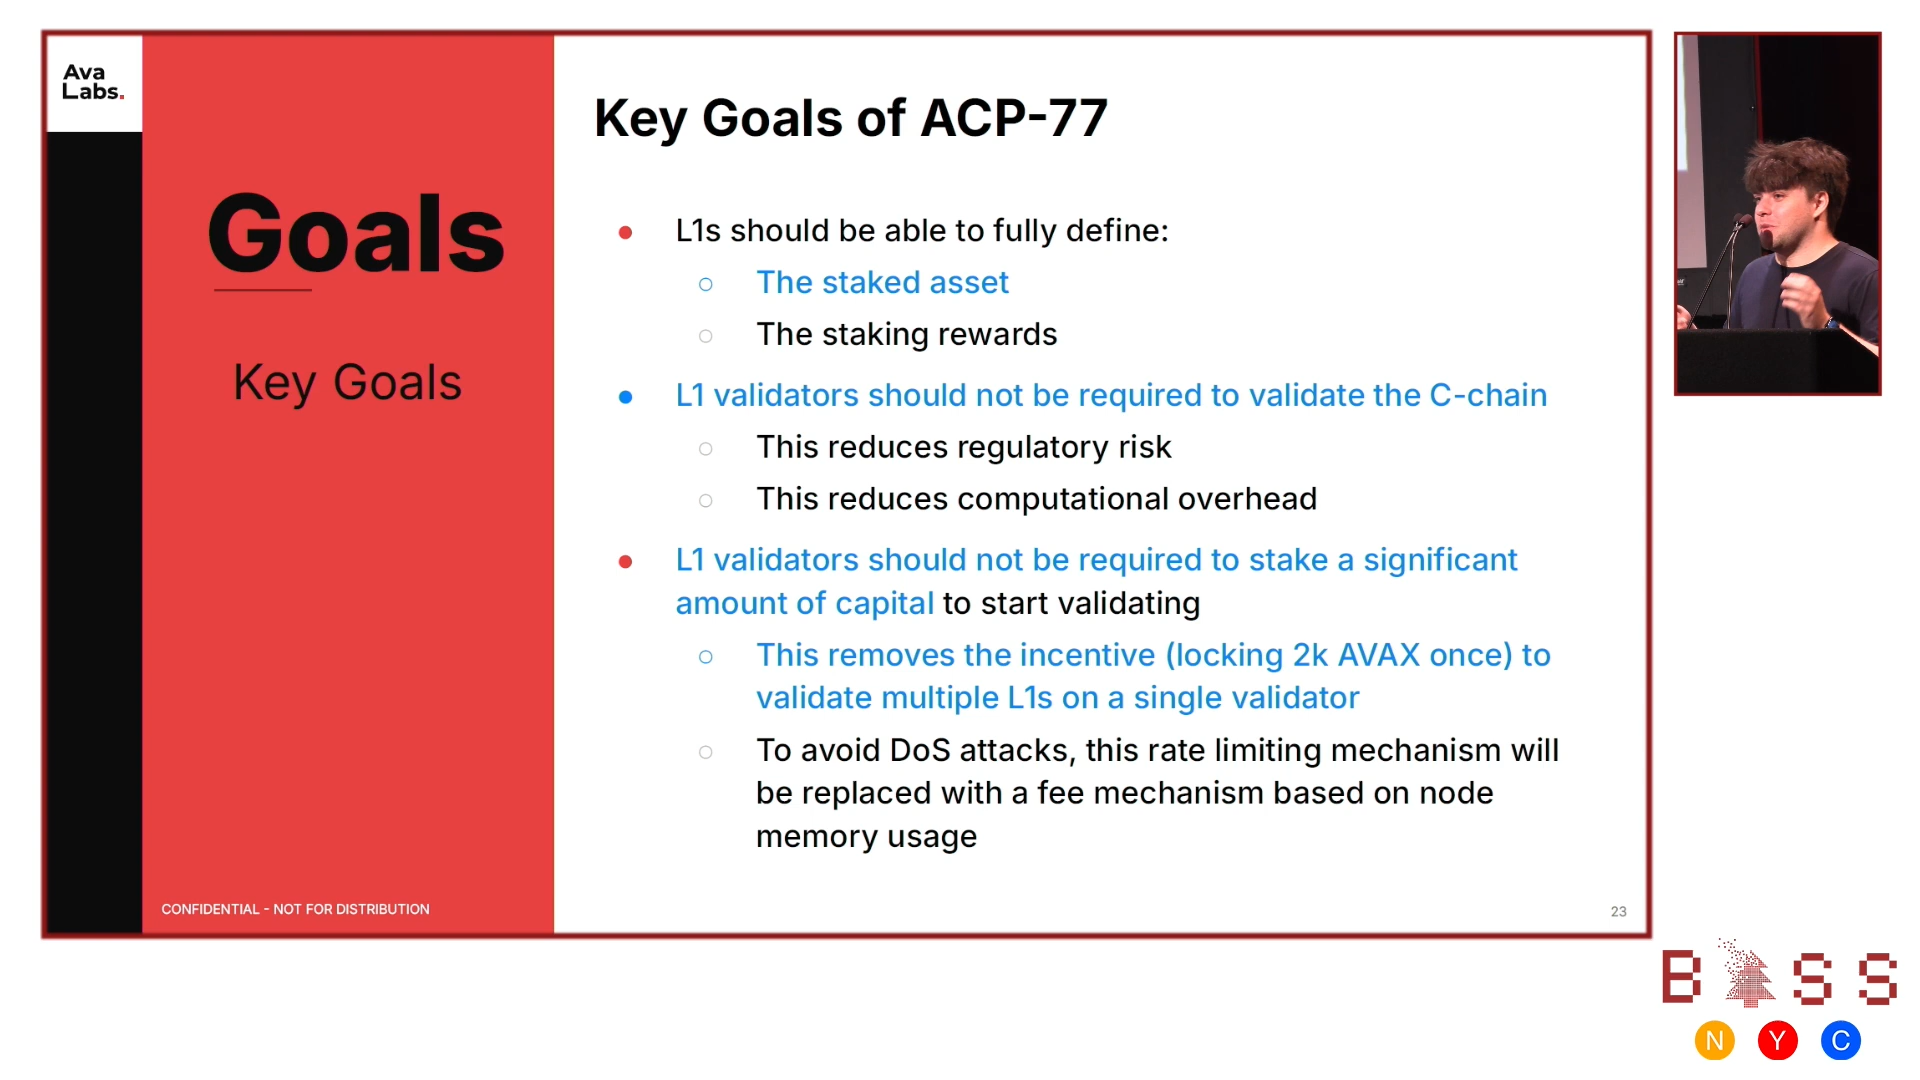 Ava
Labs.
Goals
Key Goals
CONFIDENTIAL - NOT FOR DISTRIBUTION
Key Goals of ACP-77
● L1s should be able to fully define:
○ The staked asset
○ The staking rewards
● L1 validators should not be required to validate the C-chain
○ This reduces regulatory risk
○ This reduces computational overhead
● L1 validators should not be required to stake a significant
amount of capital to start validating
○ This removes the incentive (locking 2k AVAX once) to
validate multiple L1s on a single validator
○ To avoid DoS attacks, this rate limiting mechanism will
be replaced with a fee mechanism based on node
memory usage
23
B SS
N Y C